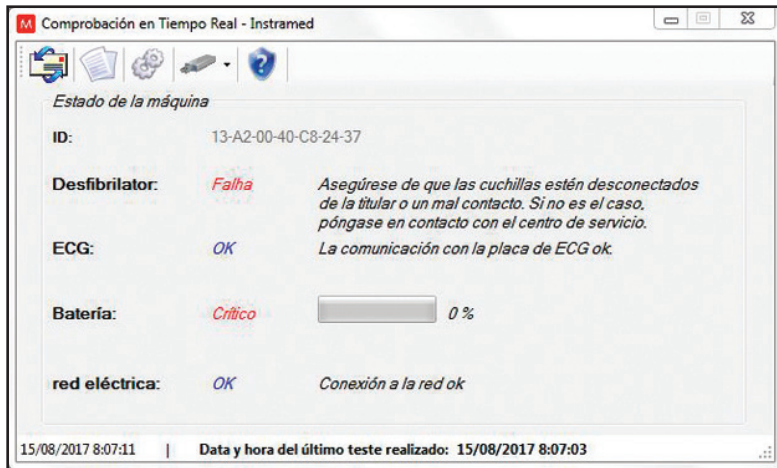 M Comprobación en Tiempo Real - Instramed
Estado de la máquina
ID: 13-A2-00-40-C8-24-37
Desfibrilator: Falha Asegúrese de que las cuchillas estén desconectados
de la titular o un mal contacto. Si no es el caso,
póngase en contacto con el centro de servicio.
ECG: OK La comunicación con la placa de ECG ok.
Batería: Crítico 0 %
red eléctrica: OK Conexión a la red ok
15/08/2017 8:07:11 | Data y hora del último teste realizado: 15/08/2017 8:07:03